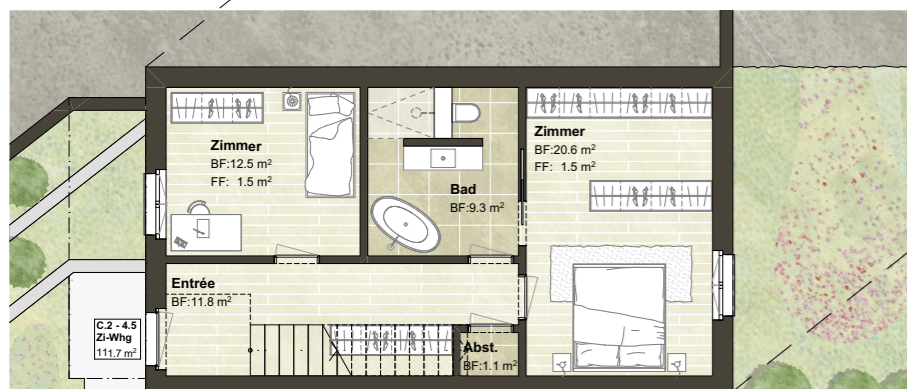 Zimmer
BF:12.5 m²
FF: 1.5 m²
Zimmer
BF:20.6 m²
FF: 1.5 m²
Bad
BF:9.3 m²
Entrée
BF:11.8 m²
C.2 - 4.5
Zi-Whg
111.7 m²
Abst.
BF:1.1 m²